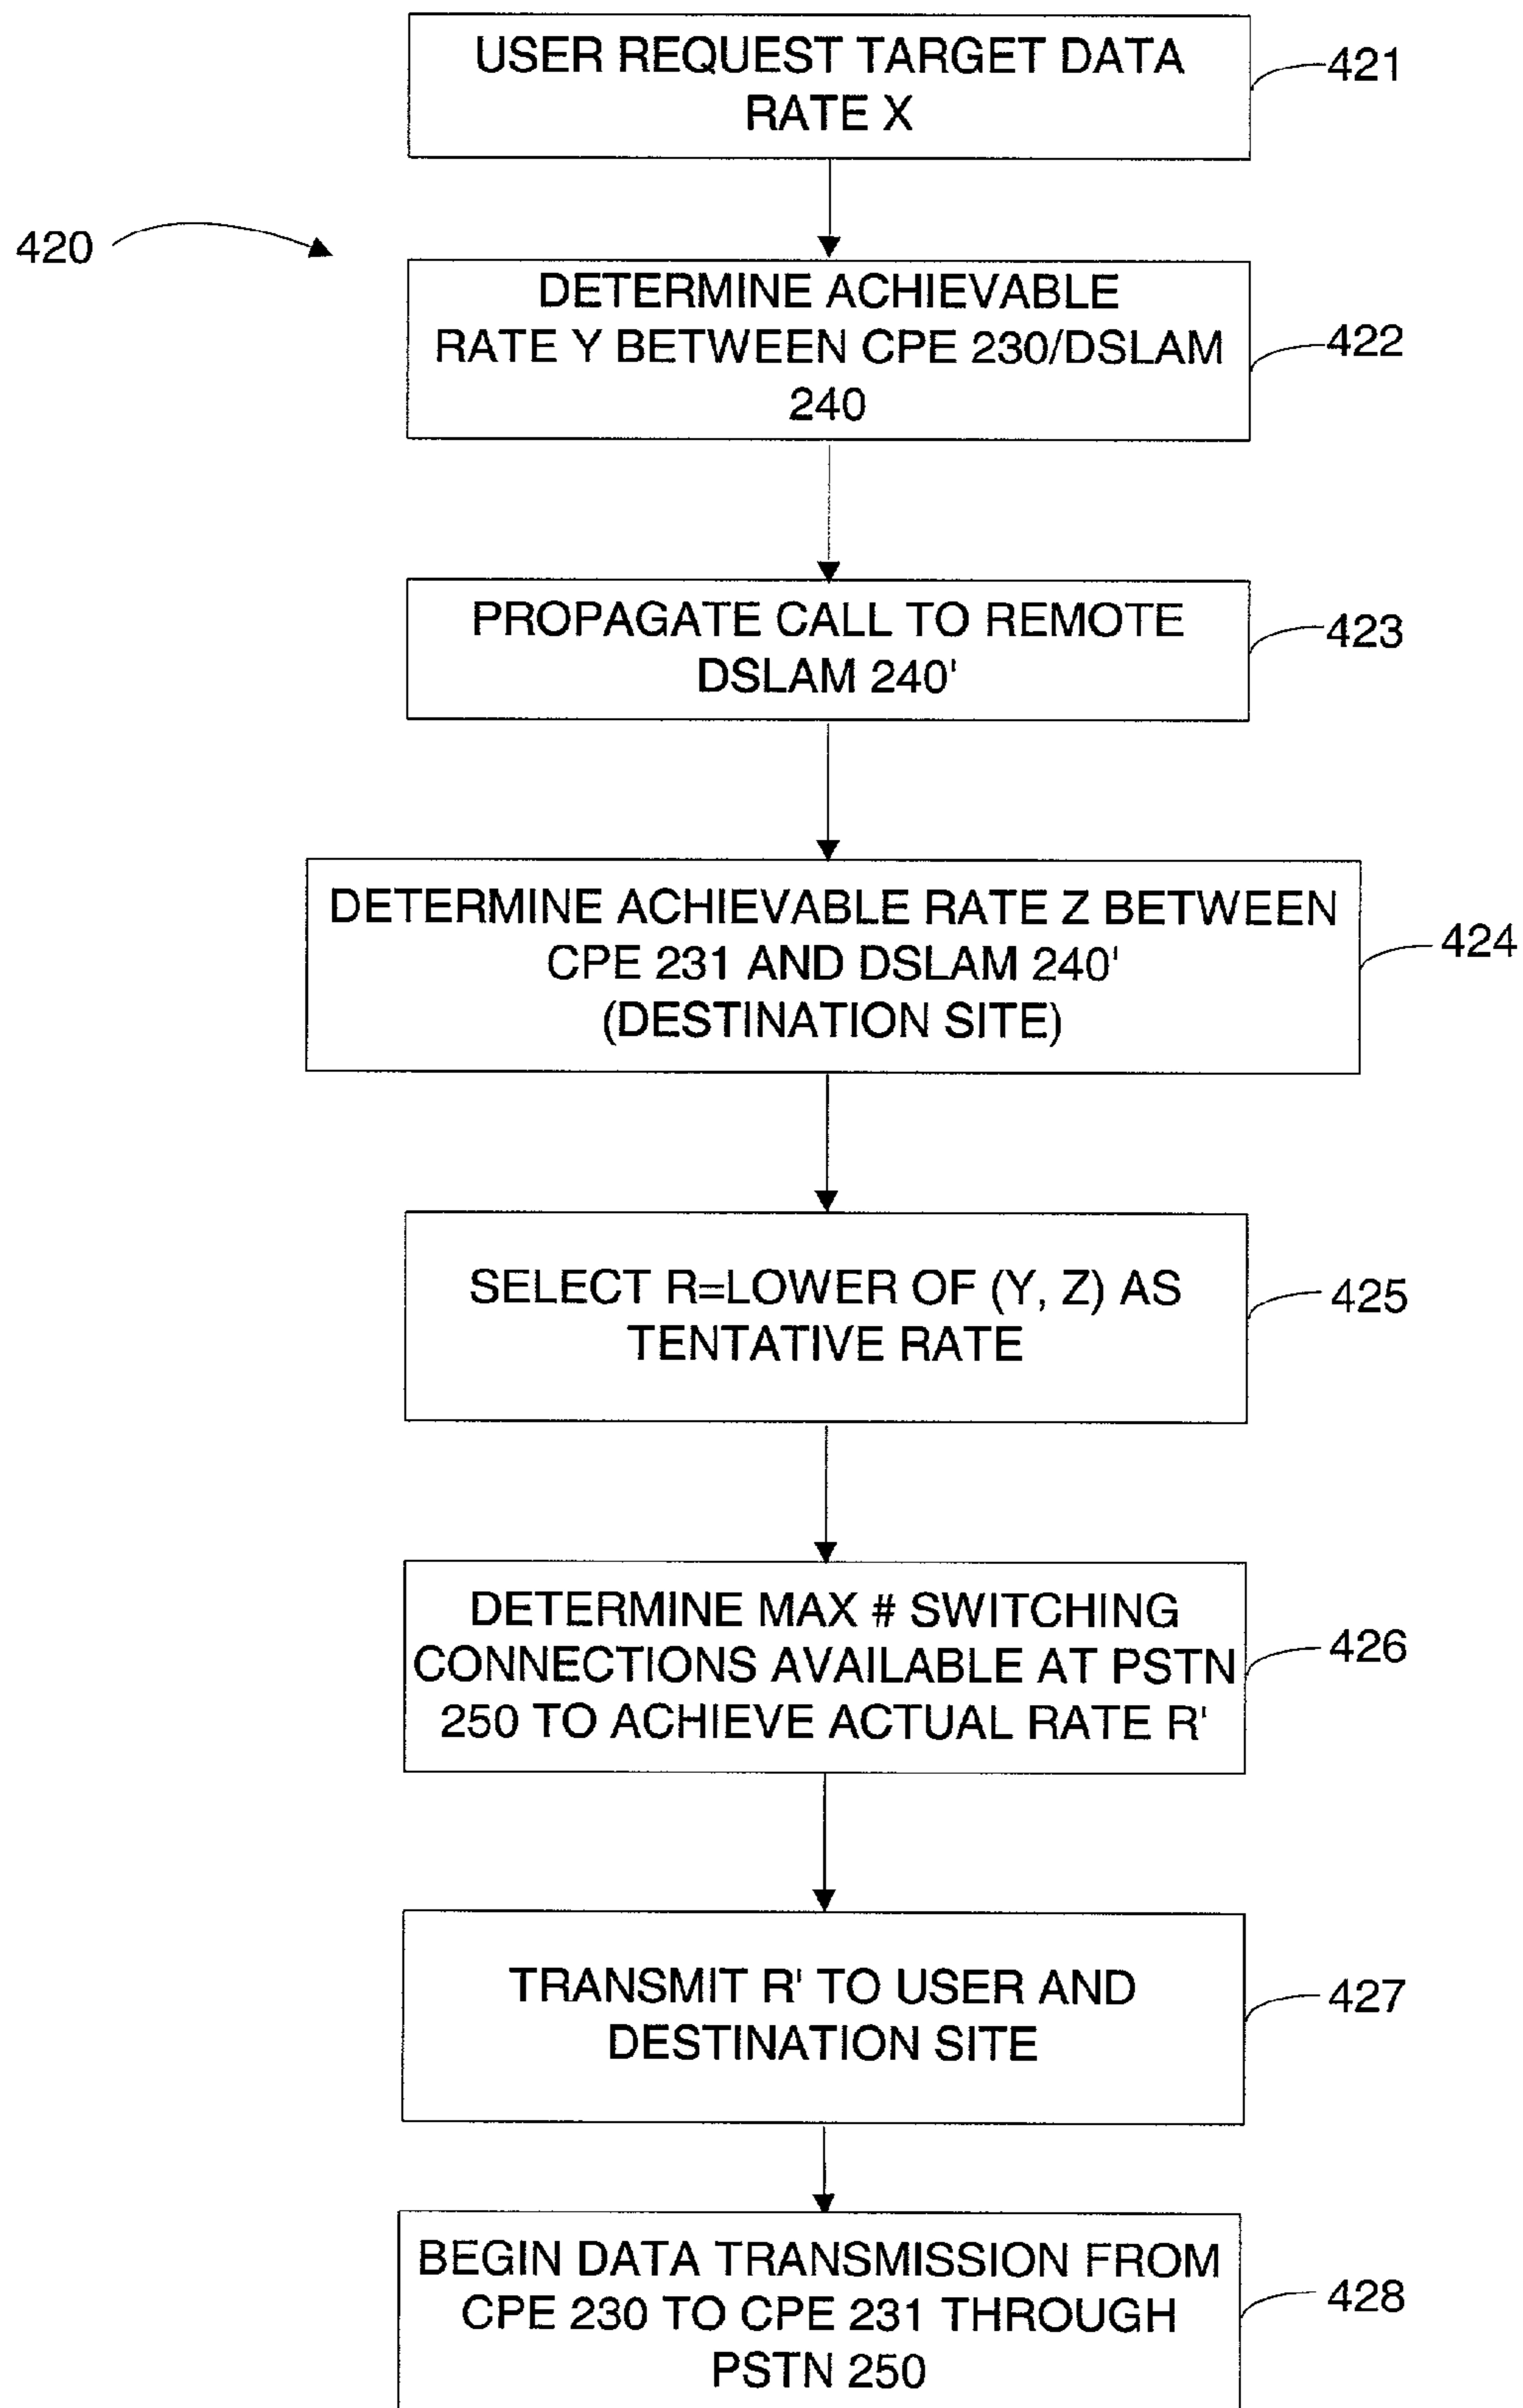 USER REQUEST TARGET DATA
RATE X
421
420
DETERMINE ACHIEVABLE
RATE Y BETWEEN CPE 230/DSLAM
240
422
PROPAGATE CALL TO REMOTE
DSLAM 240'
423
DETERMINE ACHIEVABLE RATE Z BETWEEN
CPE 231 AND DSLAM 240'
(DESTINATION SITE)
424
SELECT R=LOWER OF (Y, Z) AS
TENTATIVE RATE
425
DETERMINE MAX # SWITCHING
CONNECTIONS AVAILABLE AT PSTN
250 TO ACHIEVE ACTUAL RATE R'
426
TRANSMIT R' TO USER AND
DESTINATION SITE
427
BEGIN DATA TRANSMISSION FROM
CPE 230 TO CPE 231 THROUGH
PSTN 250
428